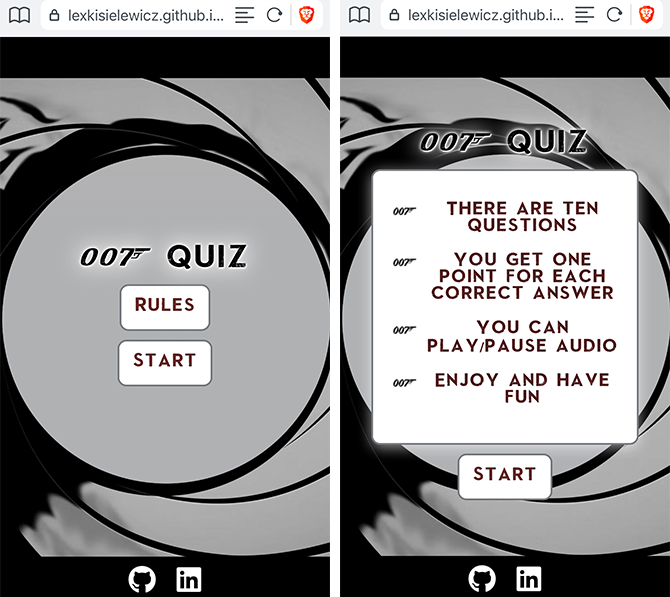 lexkisielewicz.github.i...
007 QUIZ
RULES
START
lexkisielewicz.github.i...
007 QUIZ
007 THERE ARE TEN
QUESTIONS
007 YOU GET ONE
POINT FOR EACH
CORRECT ANSWER
007 YOU CAN
PLAY/PAUSE AUDIO
007 ENJOY AND HAVE
FUN
START
in